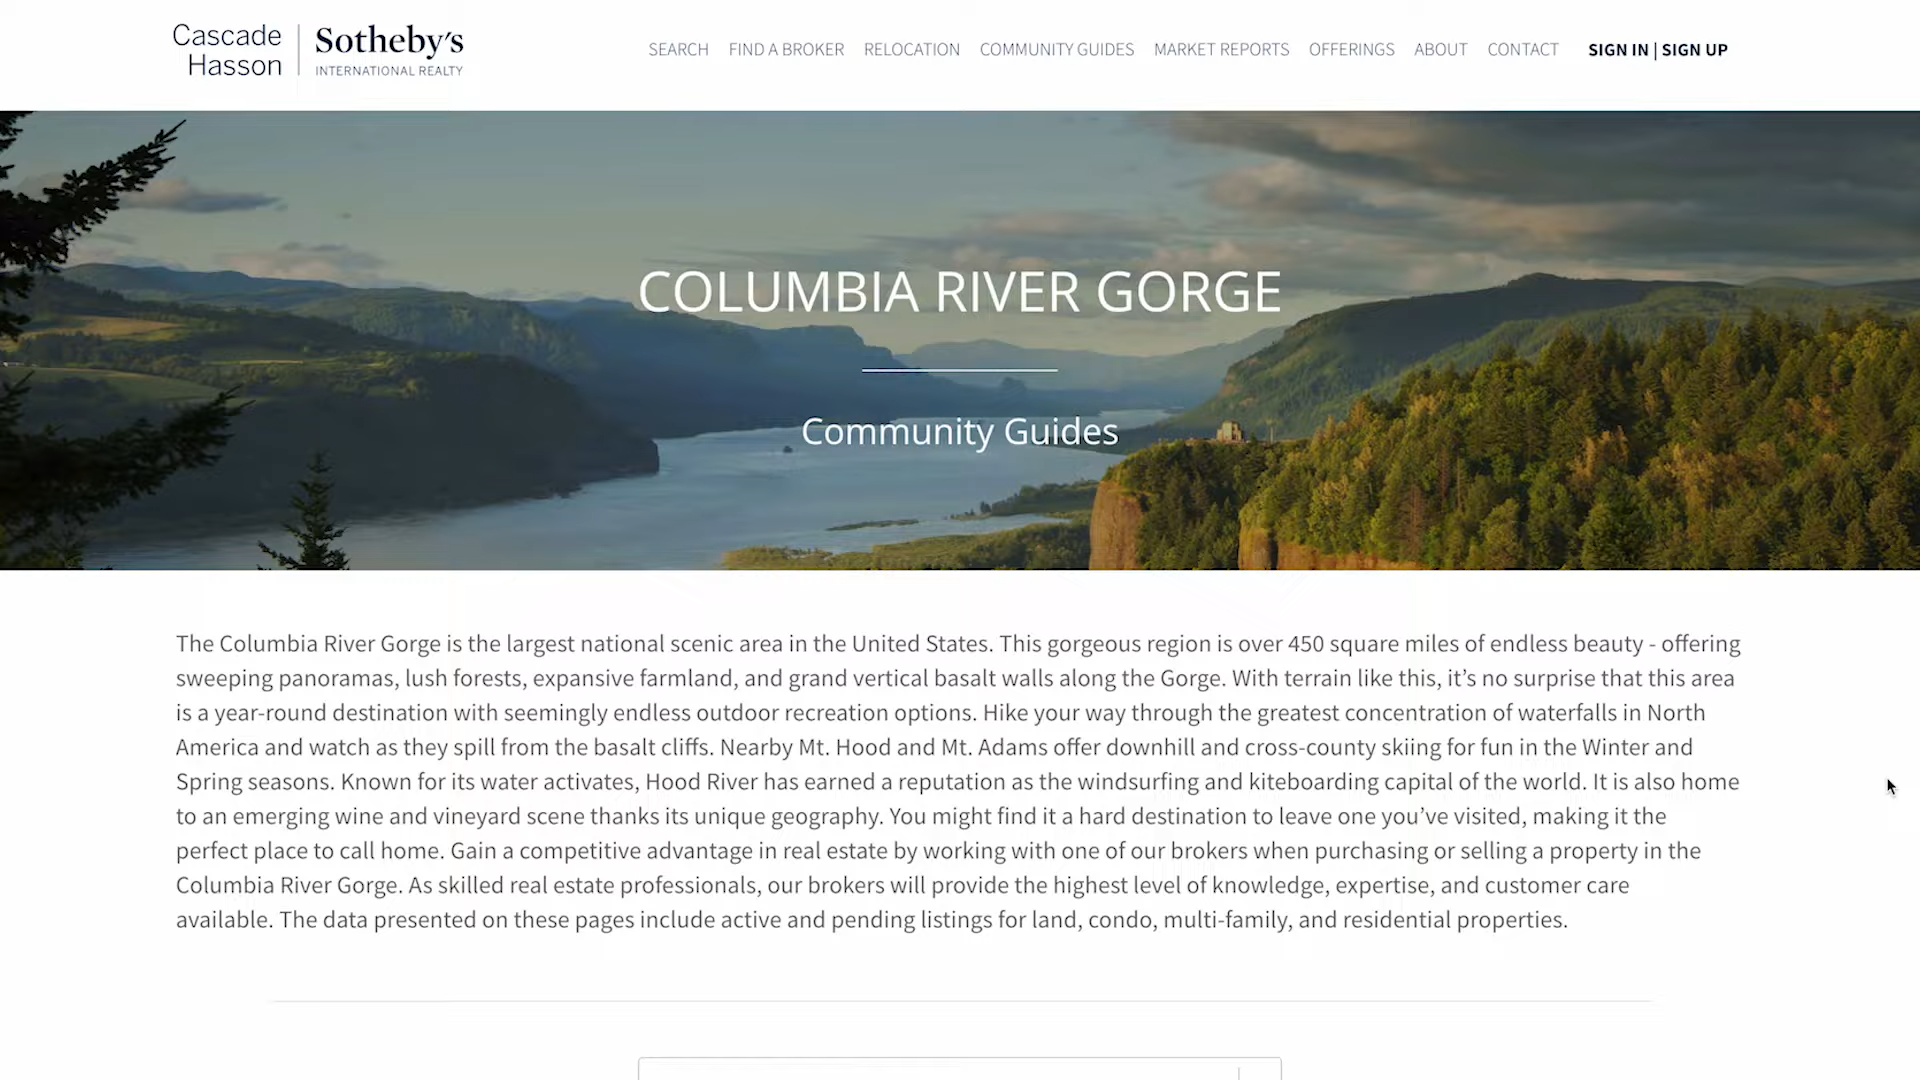 Cascade
Hasson
Sotheby's
INTERNATIONAL REALTY
SEARCH FIND A BROKER RELOCATION COMMUNITY GUIDES MARKET REPORTS OFFERINGS ABOUT CONTACT SIGN IN | SIGN UP
COLUMBIA RIVER GORGE
Community Guides
The Columbia River Gorge is the largest national scenic area in the United States. This gorgeous region is over 450 square miles of endless beauty - offering
sweeping panoramas, lush forests, expansive farmland, and grand vertical basalt walls along the Gorge. With terrain like this, it’s no surprise that this area
is a year-round destination with seemingly endless outdoor recreation options. Hike your way through the greatest concentration of waterfalls in North
America and watch as they spill from the basalt cliffs. Nearby Mt. Hood and Mt. Adams offer downhill and cross-county skiing for fun in the Winter and
Spring seasons. Known for its water activates, Hood River has earned a reputation as the windsurfing and kiteboarding capital of the world. It is also home
to an emerging wine and vineyard scene thanks its unique geography. You might find it a hard destination to leave one you’ve visited, making it the
perfect place to call home. Gain a competitive advantage in real estate by working with one of our brokers when purchasing or selling a property in the
Columbia River Gorge. As skilled real estate professionals, our brokers will provide the highest level of knowledge, expertise, and customer care
available. The data presented on these pages include active and pending listings for land, condo, multi-family, and residential properties.